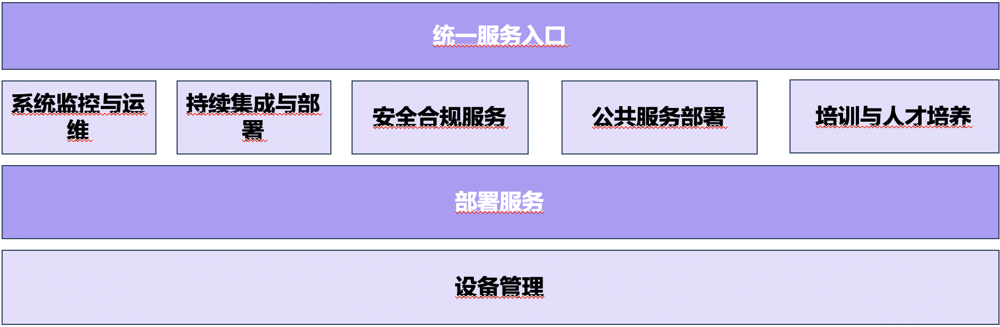 统一服务入口
系统监控与运
维
持续集成与部
署
安全合规服务
公共服务部署
培训与人才培养
部署服务
设备管理